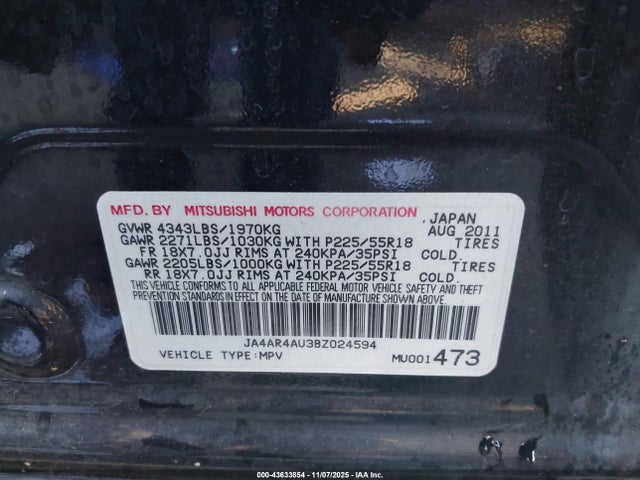 MFD. BY MITSUBISHI MOTORS CORPORATION JAPAN
GVWR 4343LBS/1970KG AUG 2011
GAWR 2271LBS/1030KG WITH P225/55R18 TIRES
FR 18X7.0JJ RIMS AT 240KPA/35PSI COLD.
GAWR 2205LBS/1000KG WITH P225/55R18 TIRES
RR 18X7.0JJ RIMS AT 240KPA/35PSI COLD.
THIS VEHICLE CONFORMS TO ALL APPLICABLE FEDERAL MOTOR VEHICLE SAFETY AND THEFT
PREVENTION STANDARDS IN EFFECT ON THE DATE OF MANUFACTURE SHOWN ABOVE.
JA4AR4AU3BZ024594
VEHICLE TYPE:MPV MU001473
000-43633854 - 11/07/2025 - IAA Inc.